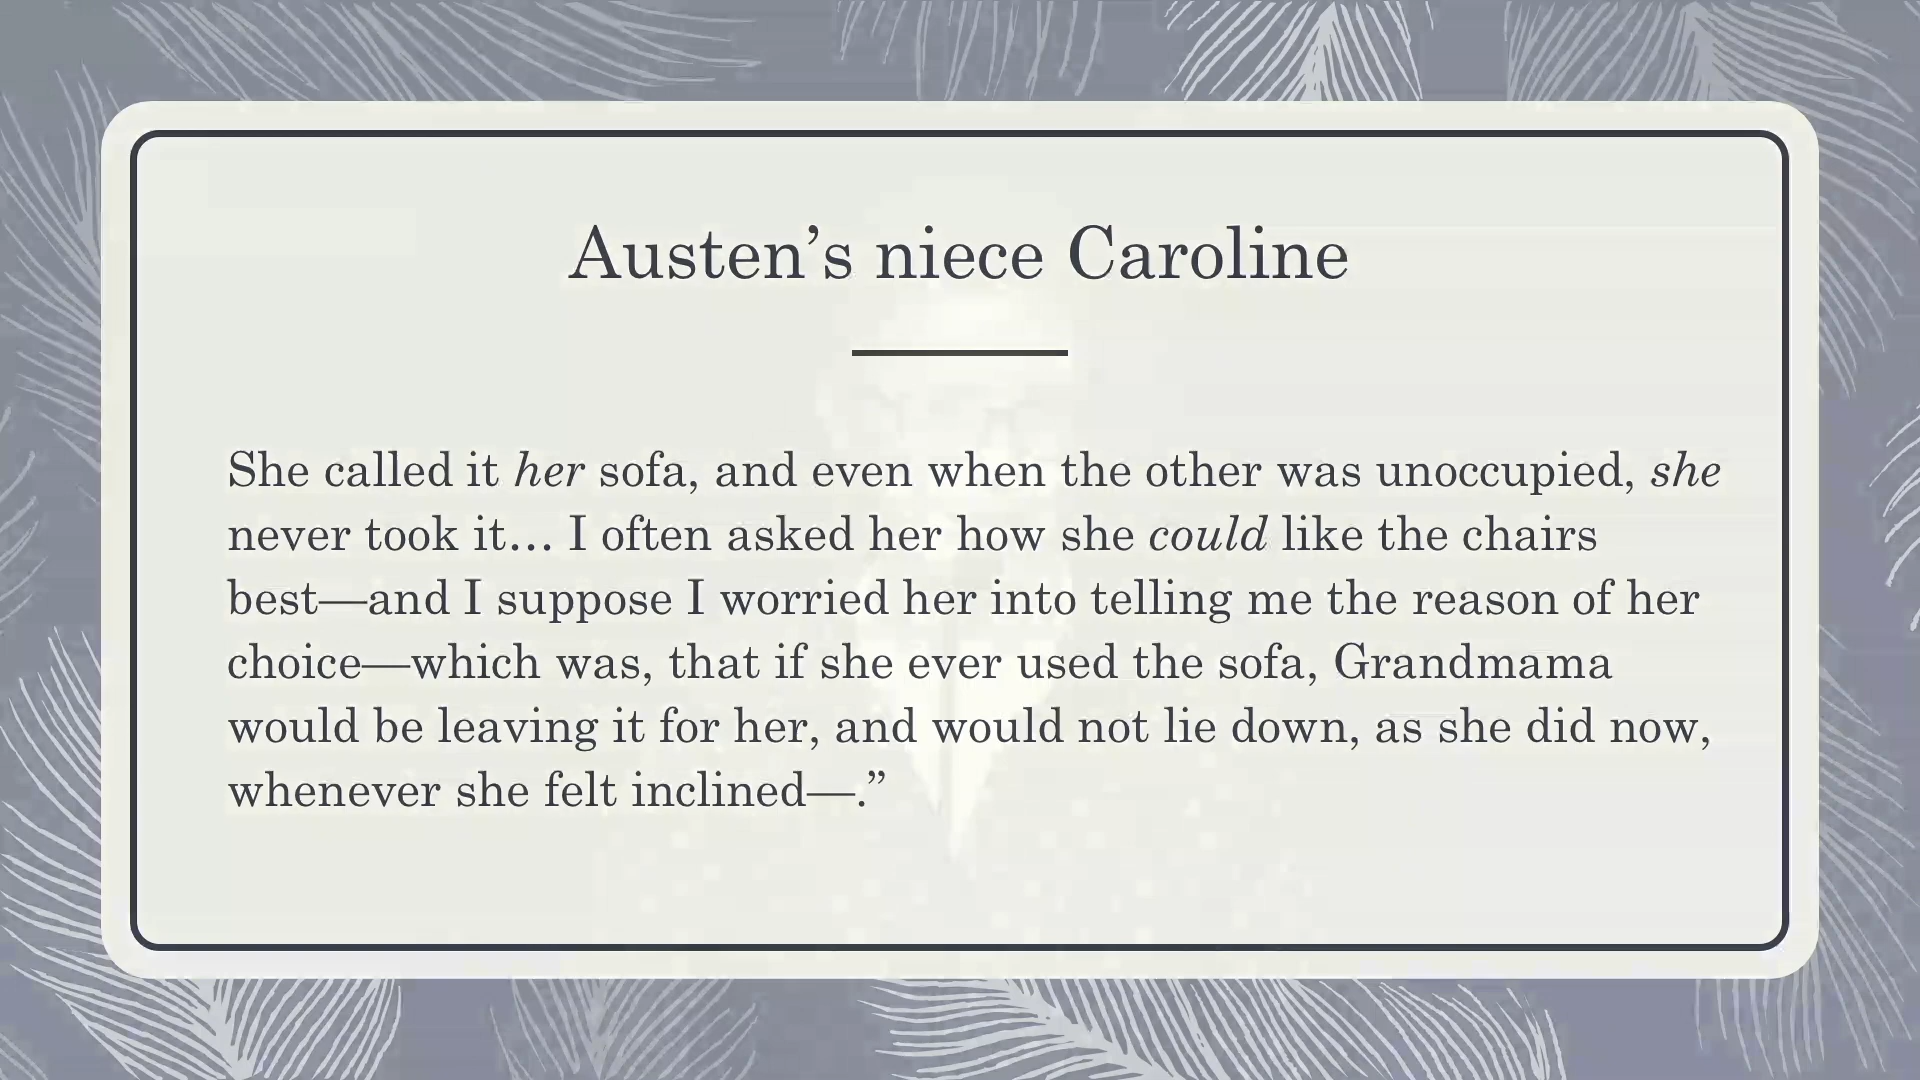 Austen’s niece Caroline
She called it her sofa, and even when the other was unoccupied, she
never took it… I often asked her how she could like the chairs
best—and I suppose I worried her into telling me the reason of her
choice—which was, that if she ever used the sofa, Grandmama
would be leaving it for her, and would not lie down, as she did now,
whenever she felt inclined—.”